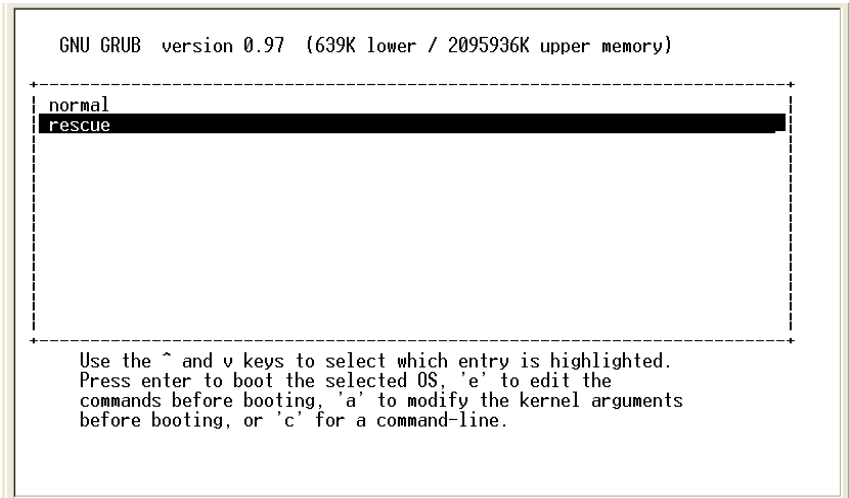 GNU GRUB version 0.97 (639K lower / 2095936K upper memory)
normal
rescue
Use the ^ and v keys to select which entry is highlighted.
Press enter to boot the selected OS, 'e' to edit the
commands before booting, 'a' to modify the kernel arguments
before booting, or 'c' for a command-line.